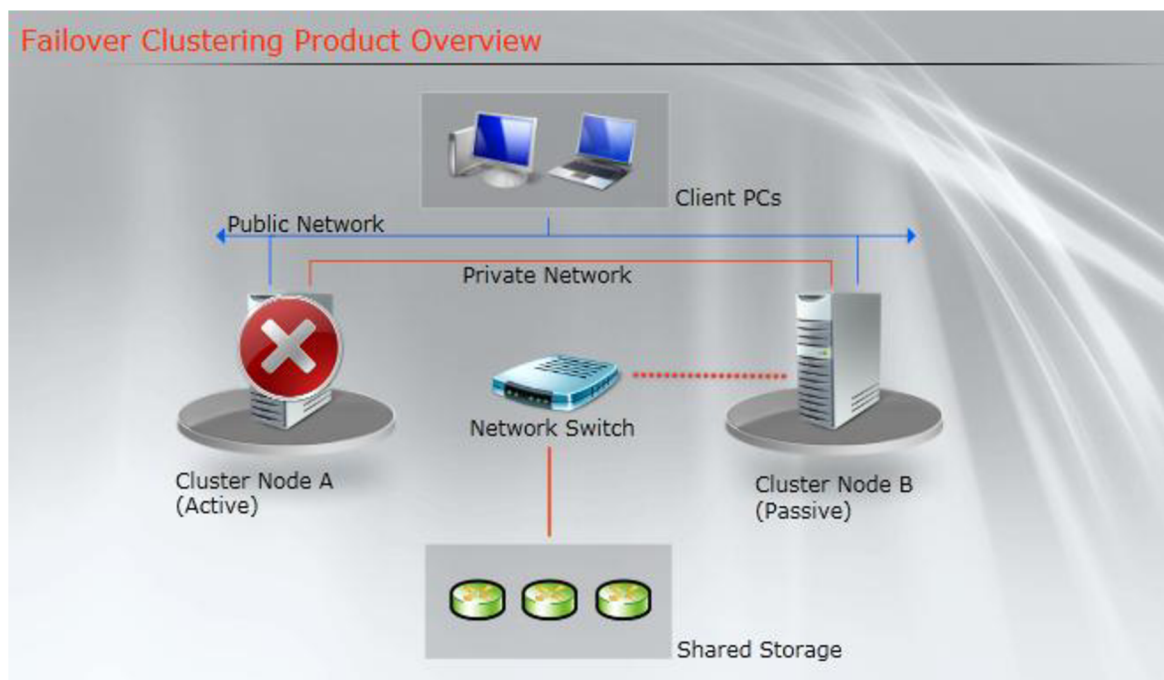 Failover Clustering Product Overview
Client PCs
Public Network
Private Network
Network Switch
Cluster Node A
(Active)
Cluster Node B
(Passive)
Shared Storage